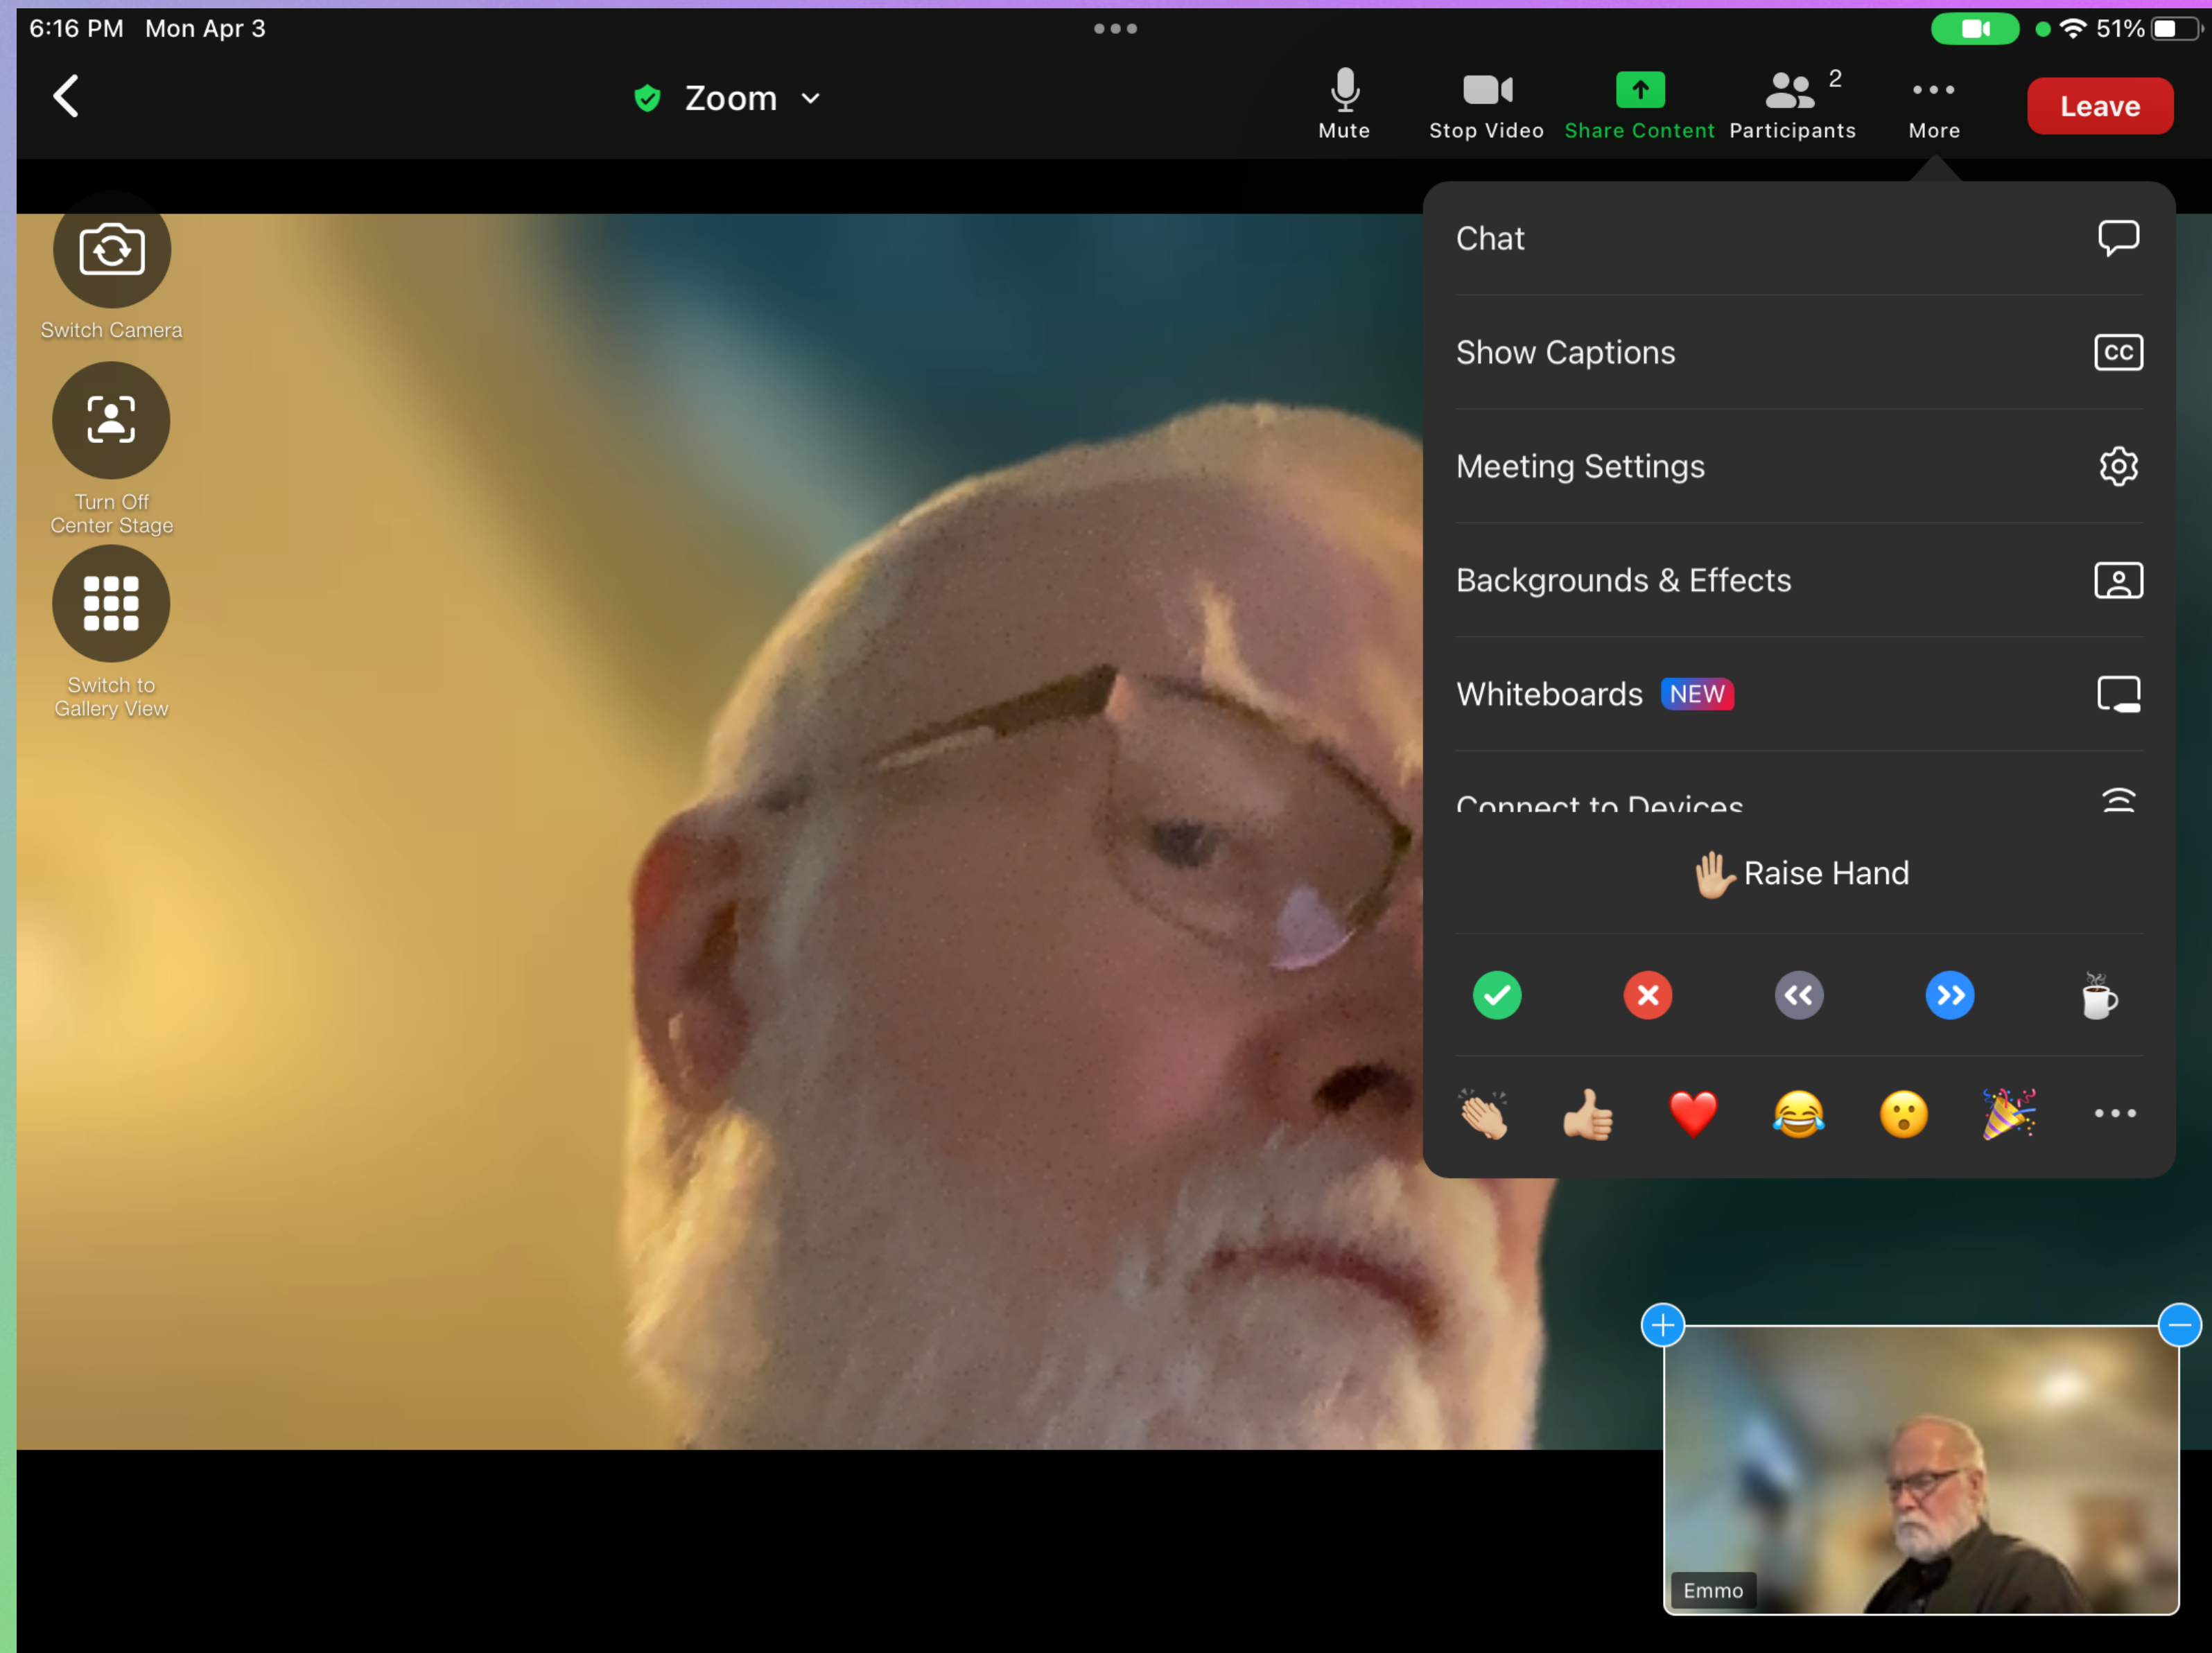 6:16 PM Mon Apr 3
51%
Zoom
Mute
Stop Video
Share Content
Participants
2
More
Leave
Switch Camera
Turn Off
Center Stage
Switch to
Gallery View
Chat
Show Captions
CC
Meeting Settings
Backgrounds & Effects
Whiteboards NEW
Connect to Devices
Raise Hand
Emmo